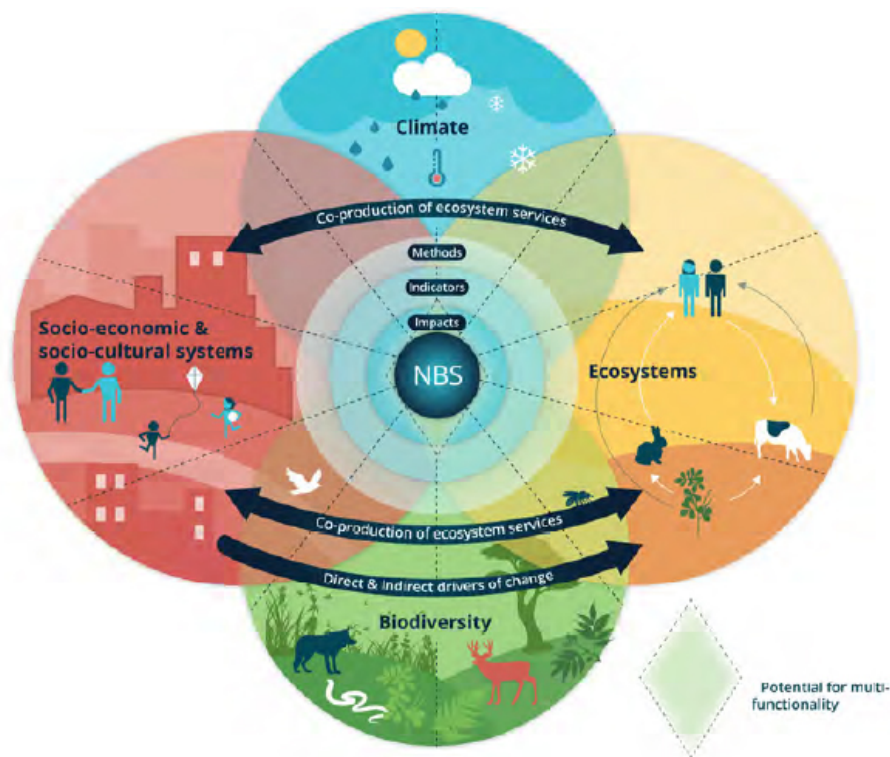 Climate
Co-production of ecosystem services
Methods
Indicators
Impacts
NBS
Socio-economic &
socio-cultural systems
Ecosystems
Co-production of ecosystem services
Direct & Indirect drivers of change
Biodiversity
Potential for multi-
functionality